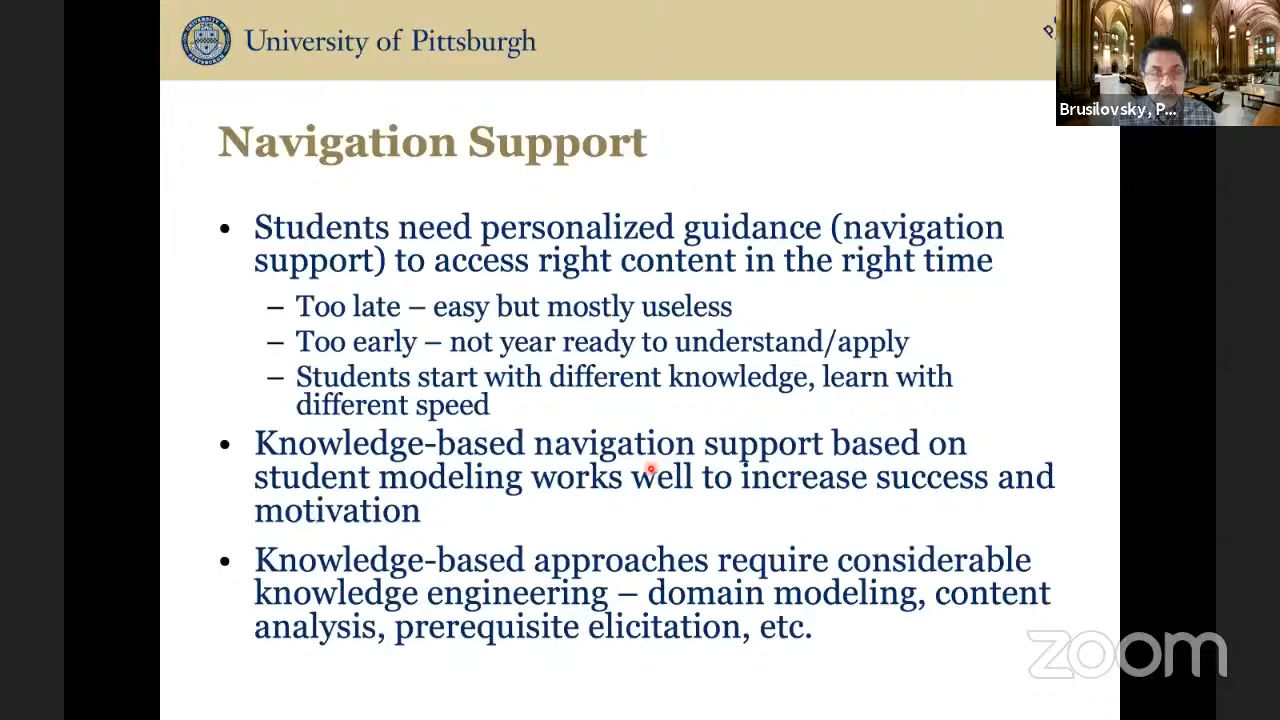 University of Pittsburgh
Brusilovsky, P...
Navigation Support
• Students need personalized guidance (navigation
support) to access right content in the right time
– Too late – easy but mostly useless
– Too early – not year ready to understand/apply
– Students start with different knowledge, learn with
different speed
• Knowledge-based navigation support based on
student modeling works well to increase success and
motivation
• Knowledge-based approaches require considerable
knowledge engineering – domain modeling, content
analysis, prerequisite elicitation, etc.
zoom